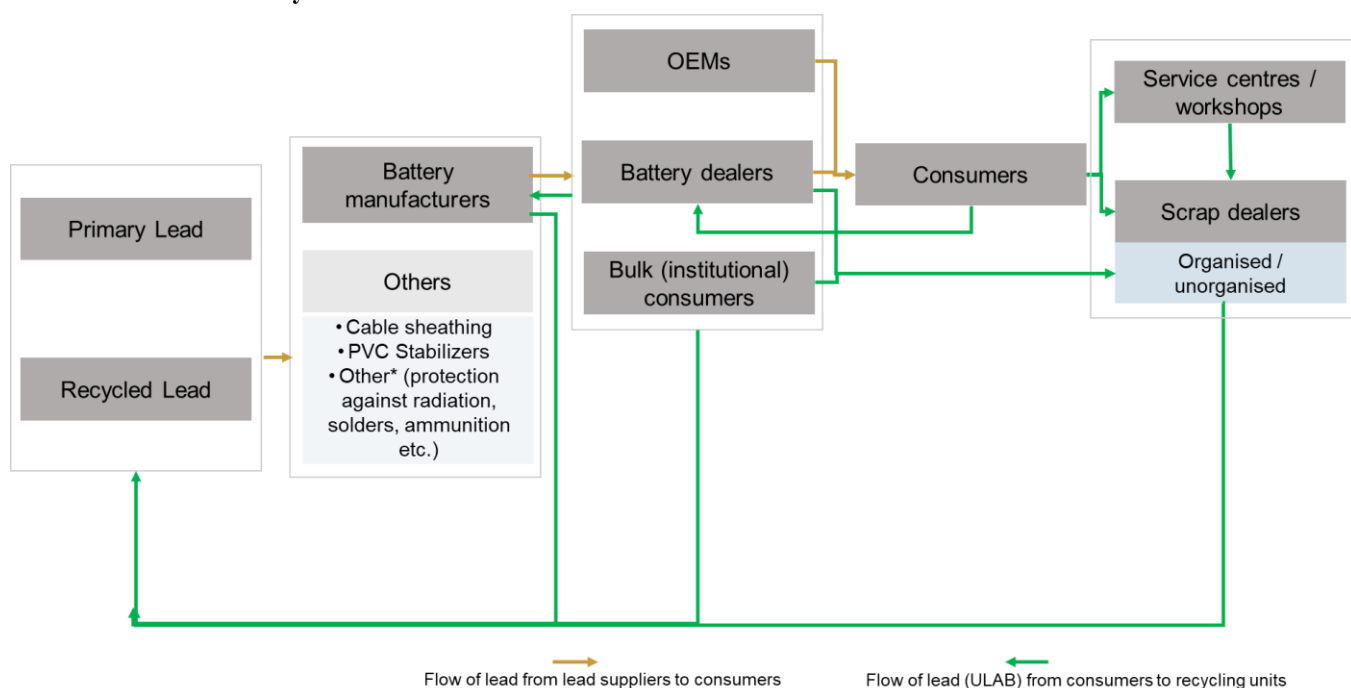 OEMs
Service centres /
workshops
Battery
manufacturers
Battery dealers
Consumers
Primary Lead
Scrap dealers
Organised /
unorganised
Others
Bulk (institutional)
consumers
• Cable sheathing
• PVC Stabilizers
• Other* (protection
against radiation,
solders, ammunition
etc.)
Recycled Lead
Flow of lead from lead suppliers to consumers
Flow of lead (ULAB) from consumers to recycling units